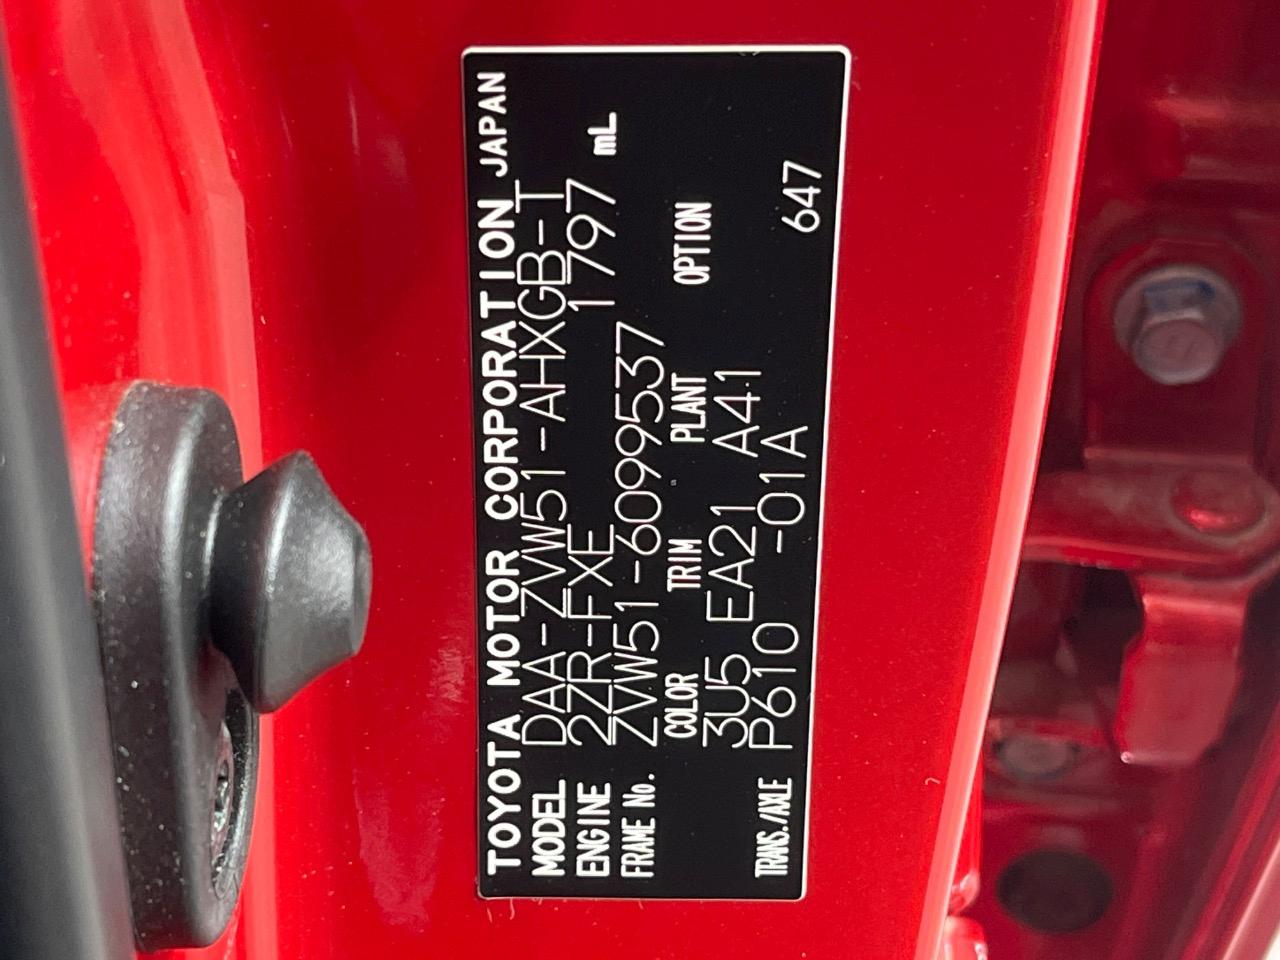 TOYOTA MOTOR CORPORATION JAPAN
MODEL DAA-ZVW51-AHXGB-T
ENGINE 2ZR-FXE 1797 mL
FRAME No. ZVW51-6099537
COLOR TRIM PLANT OPTION
3U5 EA21 A41
TRANS./AXLE P610 -01A 647